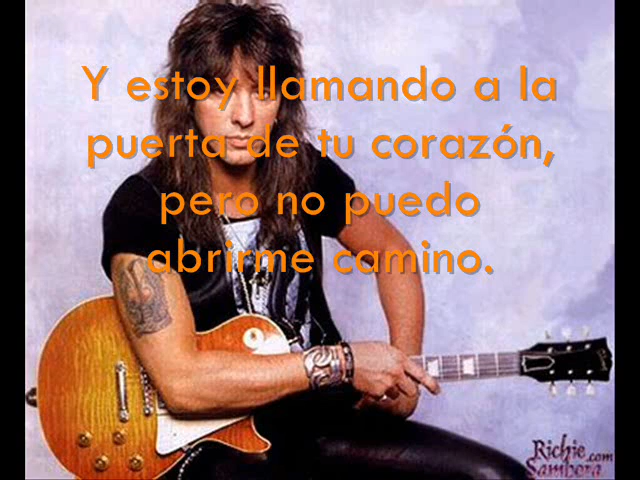 Y estoy llamando a la
puerta de tu corazón,
pero no puedo
abrirme camino.
Richie
Sambora.com